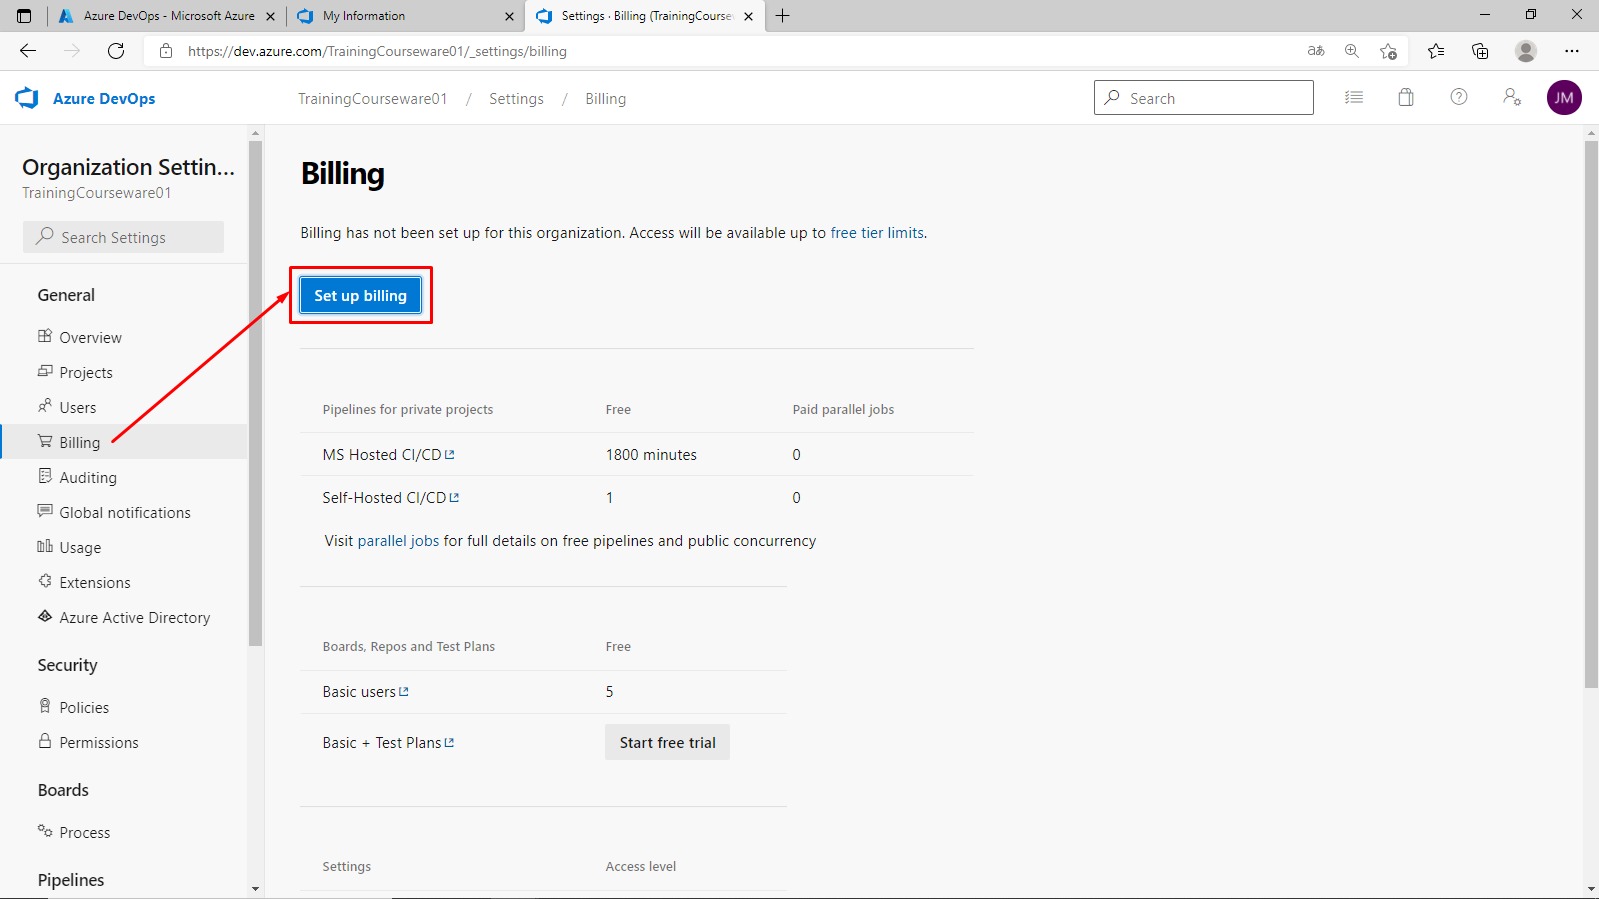 Azure DevOps - Microsoft Azure
My Information
Settings · Billing (TrainingCourse
https://dev.azure.com/TrainingCourseware01/_settings/billing
aあ
Azure DevOps
TrainingCourseware01 / Settings / Billing
Search
JM
Organization Settin...
TrainingCourseware01
Search Settings
General
Overview
Projects
Users
Billing
Auditing
Global notifications
Usage
Extensions
Azure Active Directory
Security
Policies
Permissions
Boards
Process
Pipelines
Billing
Billing has not been set up for this organization. Access will be available up to free tier limits.
Set up billing
Pipelines for private projects Free Paid parallel jobs
MS Hosted CI/CD 1800 minutes 0
Self-Hosted CI/CD 1 0
Visit parallel jobs for full details on free pipelines and public concurrency
Boards, Repos and Test Plans Free
Basic users 5
Basic + Test Plans Start free trial
Settings Access level